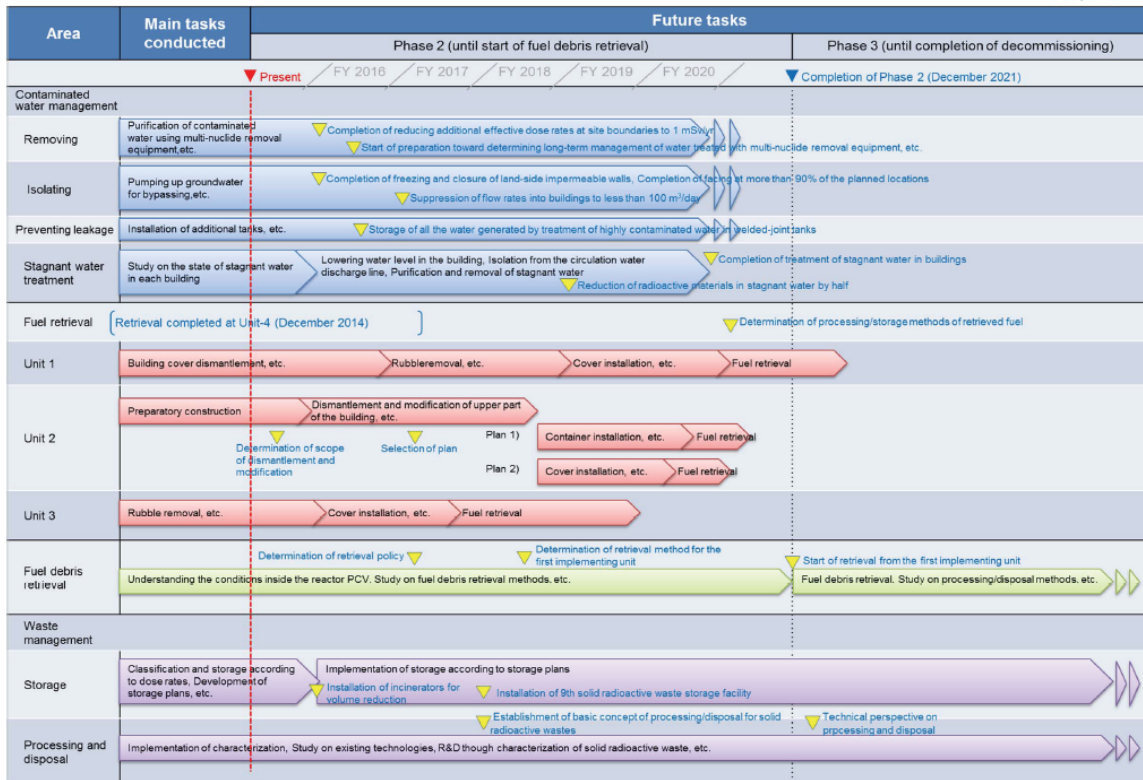 Area
Main tasks
conducted
Future tasks
Phase 2 (until start of fuel debris retrieval)
Phase 3 (until completion of decommissioning)
Present
FY 2016
FY 2017
FY 2018
FY 2019
FY 2020
Completion of Phase 2 (December 2021)
Contaminated
water management
Removing
Purification of contaminated
water using multi-nuclide removal
equipment,etc.
Completion of reducing additional effective dose rates at site boundaries to 1 mSv/yr
Start of preparation toward determining long-term management of water treated with multi-nuclide removal equipment, etc.
Isolating
Pumping up groundwater
for bypassing,etc.
Completion of freezing and closure of land-side impermeable walls, Completion of facing at more than 90% of the planned locations
Suppression of flow rates into buildings to less than 100 m³/day
Preventing leakage
Installation of additional tanks, etc.
Storage of all the water generated by treatment of highly contaminated water in welded-joint tanks
Stagnant water
treatment
Study on the state of stagnant water
in each building
Lowering water level in the building, Isolation from the circulation water
discharge line, Purification and removal of stagnant water
Completion of treatment of stagnant water in buildings
Reduction of radioactive materials in stagnant water by half
Fuel retrieval
Retrieval completed at Unit-4 (December 2014)
Determination of processing/storage methods of retrieved fuel
Unit 1
Building cover dismantlement, etc.
Rubbleremoval, etc.
Cover installation, etc.
Fuel retrieval
Unit 2
Preparatory construction
Dismantlement and modification of upper part
of the building, etc.
Determination of scope
of dismantlement and
modification
Selection of plan
Plan 1)
Container installation, etc.
Fuel retrieval
Plan 2)
Cover installation, etc.
Fuel retrieval
Unit 3
Rubble removal, etc.
Cover installation, etc.
Fuel retrieval
Fuel debris
retrieval
Determination of retrieval policy
Determination of retrieval method for the
first implementing unit
Start of retrieval from the first implementing unit
Understanding the conditions inside the reactor PCV. Study on fuel debris retrieval methods. etc.
Fuel debris retrieval. Study on processing/disposal methods. etc.
Waste
management
Storage
Classification and storage according
to dose rates, Development of
storage plans, etc.
Implementation of storage according to storage plans
Installation of incinerators for
volume reduction
Installation of 9th solid radioactive waste storage facility
Processing and
disposal
Establishment of basic concept of processing/disposal for solid
radioactive wastes
Technical perspective on
processing and disposal
Implementation of characterization, Study on existing technologies, R&D though characterization of solid radioactive waste, etc.